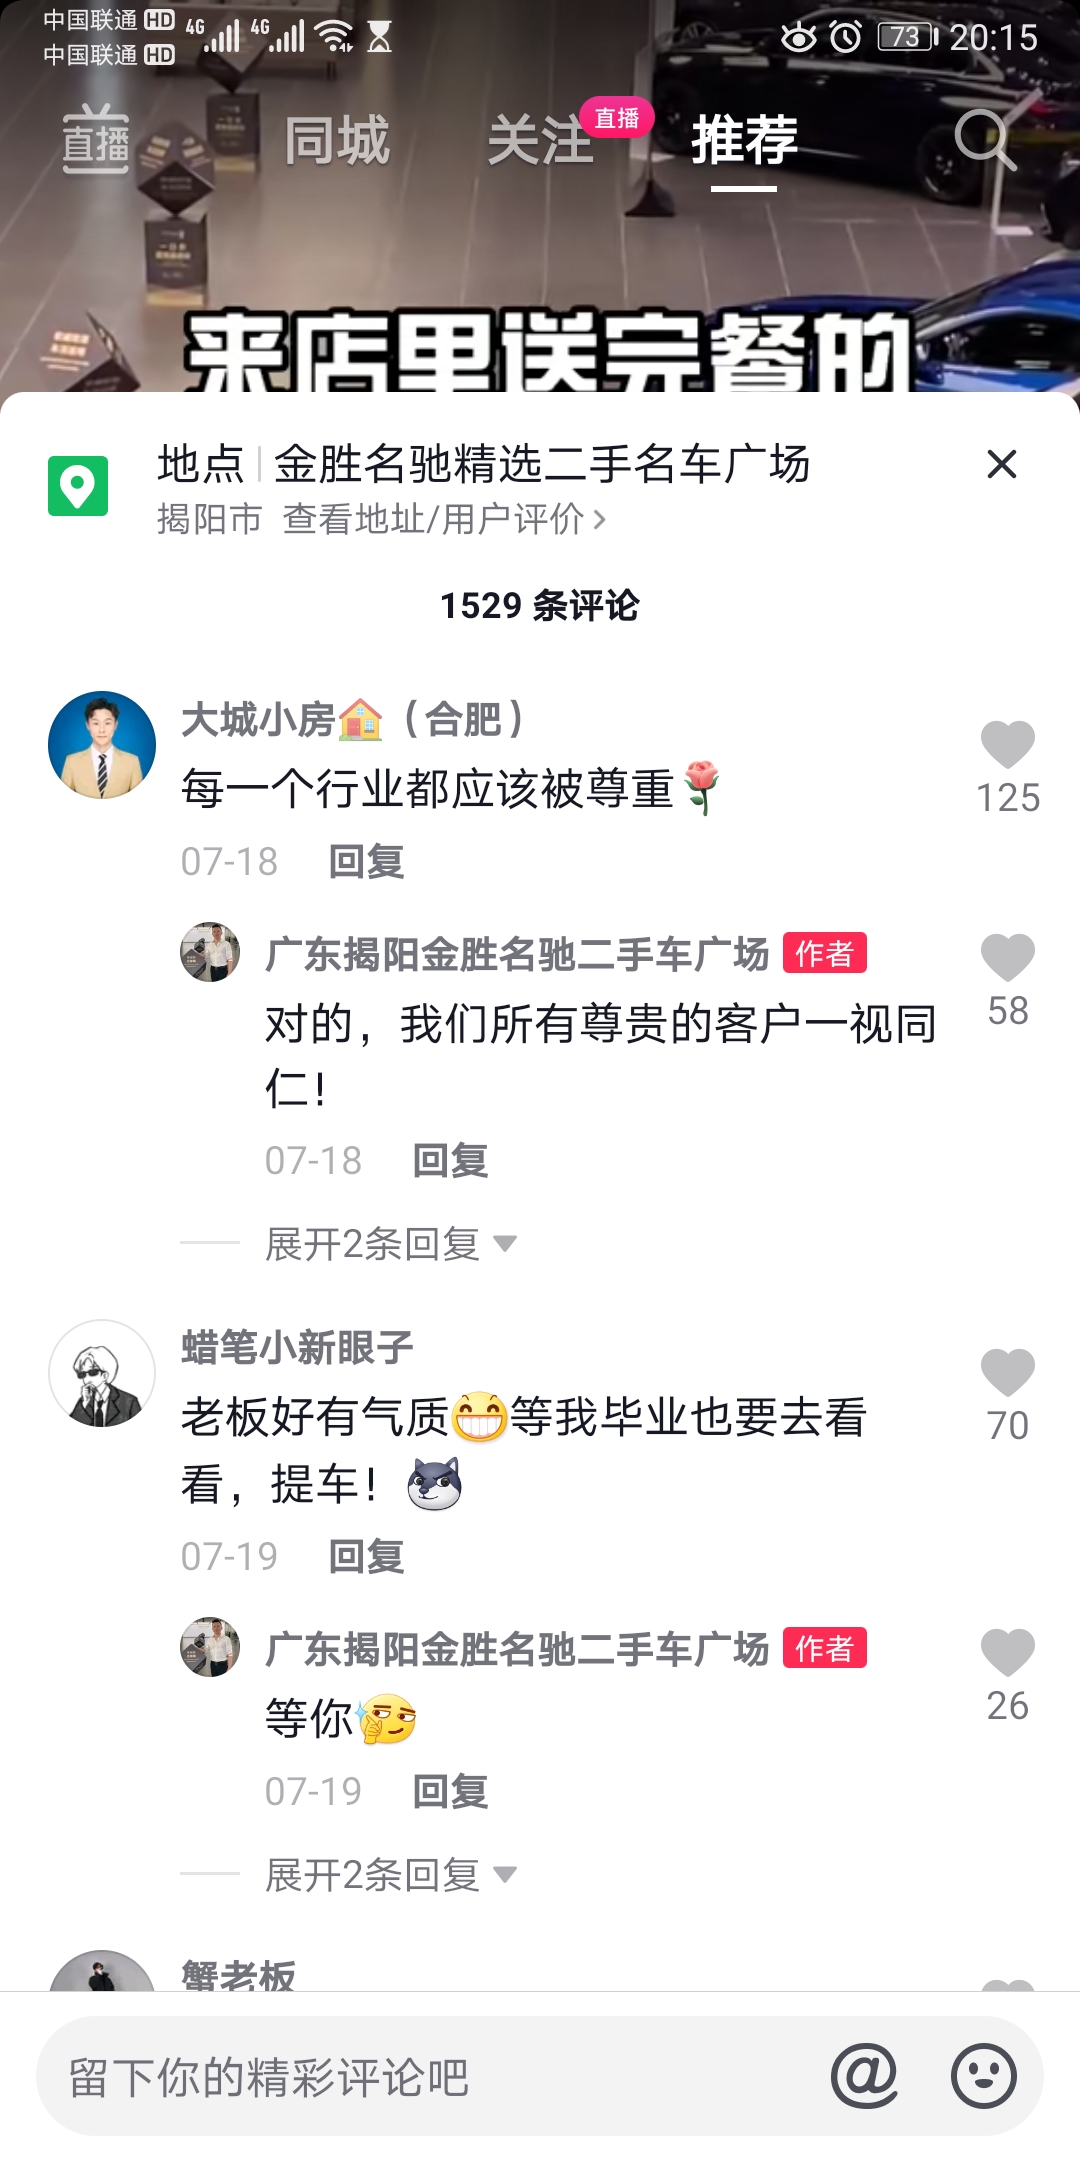 中国联通 HD 4G 4G 73 20:15
中国联通 HD
直播 同城 关注 直播 推荐
来店里送完餐的
地点 金胜名驰精选二手名车广场
揭阳市 查看地址/用户评价
1529 条评论
大城小房🏠（合肥）
每一个行业都应该被尊重🌹
125
07-18 回复
广东揭阳金胜名驰二手车广场 作者
对的，我们所有尊贵的客户一视同
仁！
58
07-18 回复
展开2条回复
蜡笔小新眼子
老板好有气质😁等我毕业也要去看
看，提车！
70
07-19 回复
广东揭阳金胜名驰二手车广场 作者
等你
26
07-19 回复
展开2条回复
蟹老板
留下你的精彩评论吧 @